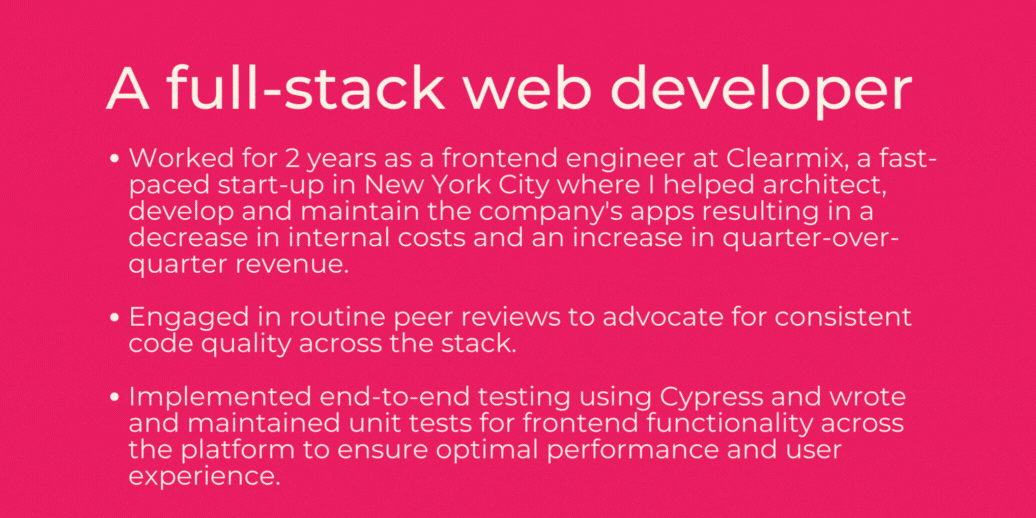 A full-stack web developer
• Worked for 2 years as a frontend engineer at Clearmix, a fast-
paced start-up in New York City where I helped architect,
develop and maintain the company's apps resulting in a
decrease in internal costs and an increase in quarter-over-
quarter revenue.
• Engaged in routine peer reviews to advocate for consistent
code quality across the stack.
• Implemented end-to-end testing using Cypress and wrote
and maintained unit tests for frontend functionality across
the platform to ensure optimal performance and user
experience.